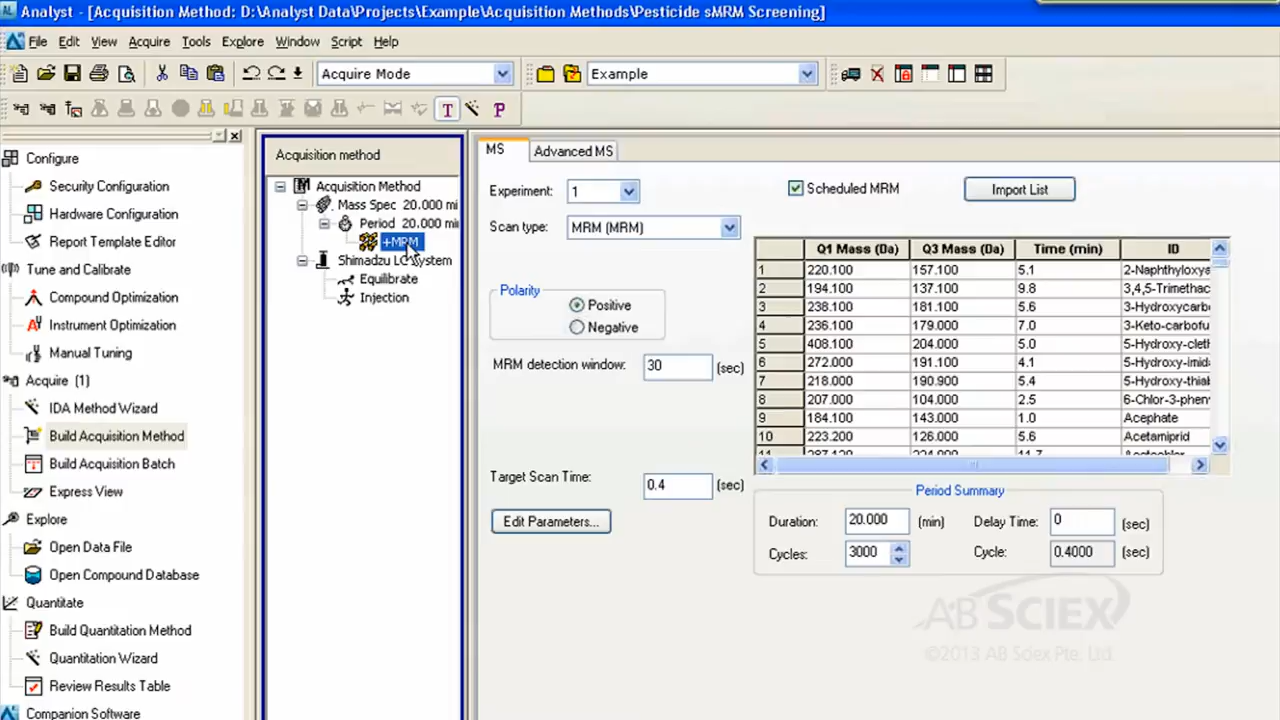 Analyst - [Acquisition Method: D:\Analyst Data\Projects\Example\Acquisition Methods\Pesticide sMRM Screening]
File Edit View Acquire Tools Explore Window Script Help
Acquire Mode Example
T P
Configure
Security Configuration
Hardware Configuration
Report Template Editor
Tune and Calibrate
Compound Optimization
Instrument Optimization
Manual Tuning
Acquire (1)
IDA Method Wizard
Build Acquisition Method
Build Acquisition Batch
Express View
Explore
Open Data File
Open Compound Database
Quantitate
Build Quantitation Method
Quantitation Wizard
Review Results Table
Companion Software
Acquisition method
Acquisition Method
Mass Spec 20.000 mi
Period 20.000 min
+MRM
Shimadzu LC System
Equilibrate
Injection
MS Advanced MS
Experiment: 1
Scan type: MRM (MRM)
Polarity
Positive
Negative
MRM detection window: 30 (sec)
Target Scan Time: 0.4 (sec)
Edit Parameters...
Scheduled MRM Import List
Q1 Mass (Da) Q3 Mass (Da) Time (min) ID
1 220.100 157.100 5.1 2-Naphthyloxya
2 194.100 137.100 9.8 3,4,5-Trimethac
3 238.100 181.100 5.6 3-Hydroxycarb
4 236.100 179.000 7.0 3-Keto-carbofu
5 408.100 204.000 5.0 5-Hydroxy-cleth
6 272.000 191.100 4.1 5-Hydroxy-imid
7 218.000 190.900 5.4 5-Hydroxy-thiab
8 207.000 104.000 2.5 6-Chlor-3-phen
9 184.100 143.000 1.0 Acephate
10 223.200 126.000 5.6 Acetamiprid
Period Summary
Duration: 20.000 (min) Delay Time: 0 (sec)
Cycles: 3000 Cycle: 0.4000 (sec)
AB SCIEX
©2013 AB Sciex Pte. Ltd.